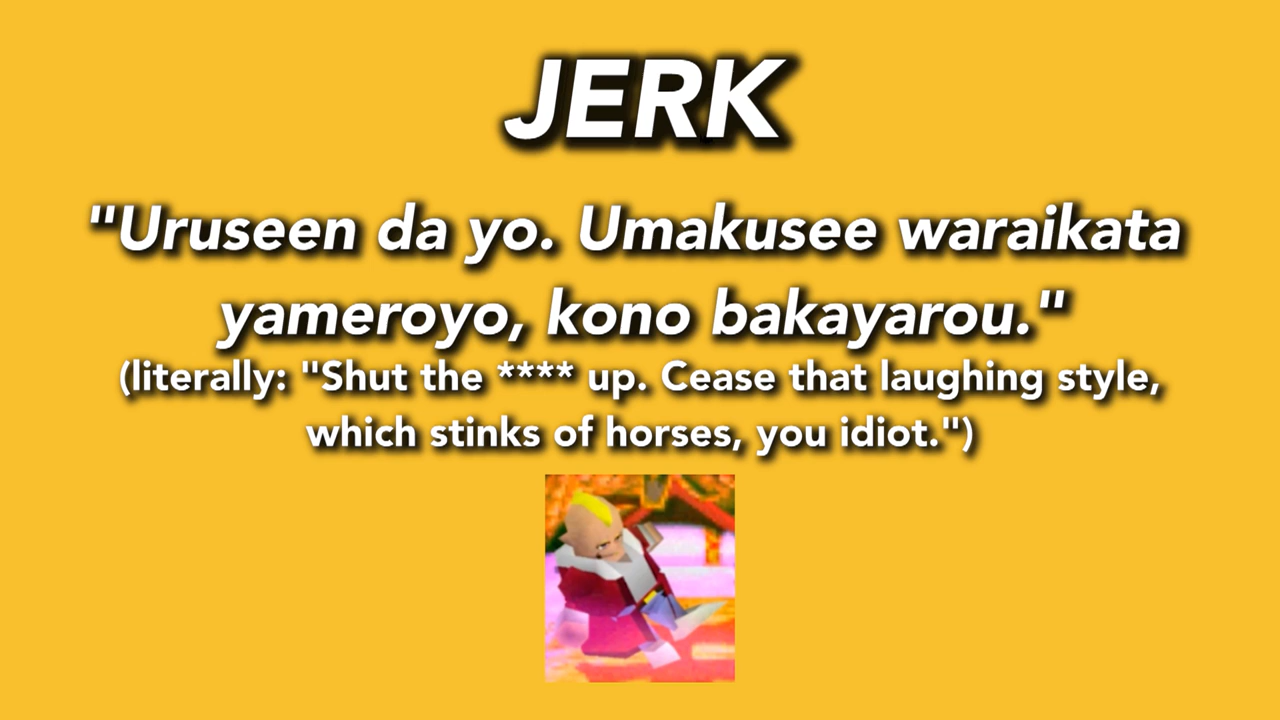 JERK
"Uruseen da yo. Umakusee waraikata
yameroyo, kono bakayarou."
(literally: "Shut the **** up. Cease that laughing style,
which stinks of horses, you idiot.")